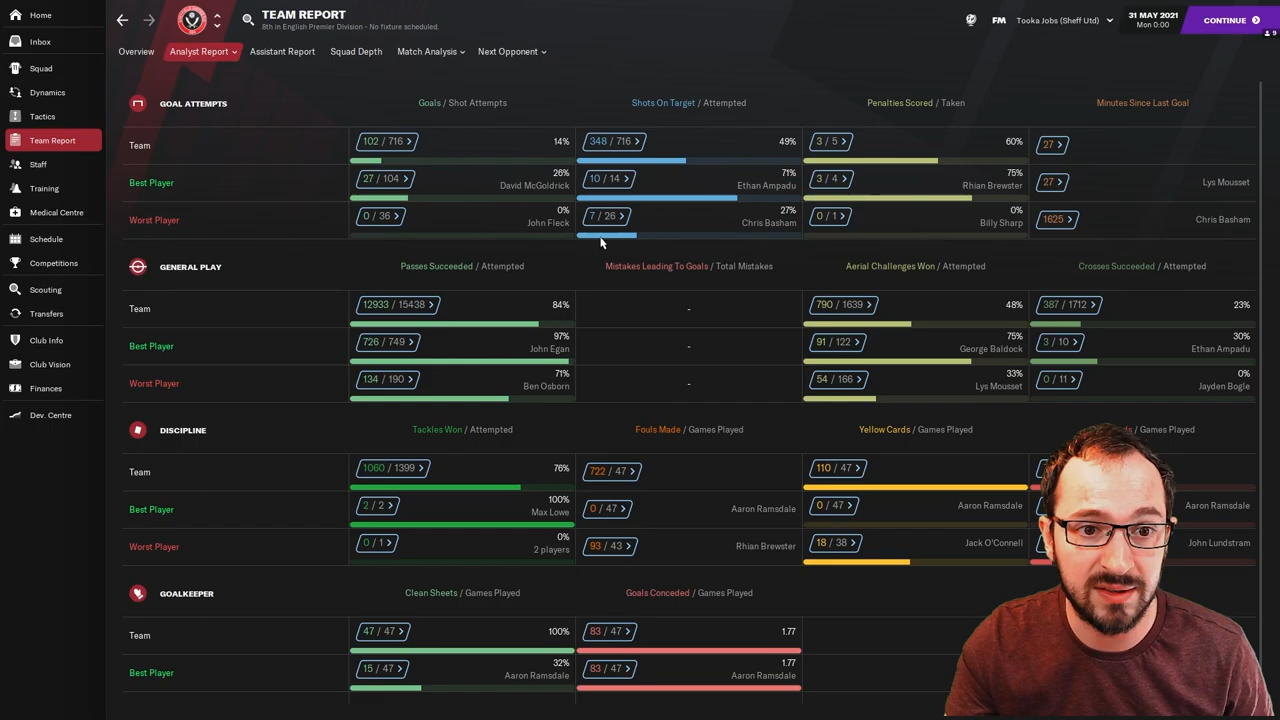 Home
TEAM REPORT
8th in English Premier Division - No fixture scheduled.
FM
Tooka Jobs (Sheff Utd)
31 MAY 2021
Mon 0:00
CONTINUE
9
Inbox
Squad
Dynamics
Tactics
Team Report
Staff
Training
Medical Centre
Schedule
Competitions
Scouting
Transfers
Club Info
Club Vision
Finances
Dev. Centre
Overview
Analyst Report
Assistant Report
Squad Depth
Match Analysis
Next Opponent
GOAL ATTEMPTS
Goals / Shot Attempts
Shots On Target / Attempted
Penalties Scored / Taken
Minutes Since Last Goal
Team
102 / 716
14%
348 / 716
49%
3 / 5
60%
27
Best Player
27 / 104
26%
David McGoldrick
10 / 14
71%
Ethan Ampadu
3 / 4
75%
Rhian Brewster
27
Lys Mousset
Worst Player
0 / 36
0%
John Fleck
7 / 26
27%
Chris Basham
0 / 1
0%
Billy Sharp
1625
Chris Basham
GENERAL PLAY
Passes Succeeded / Attempted
Mistakes Leading To Goals / Total Mistakes
Aerial Challenges Won / Attempted
Crosses Succeeded / Attempted
Team
12933 / 15438
84%
-
790 / 1639
48%
387 / 1712
23%
Best Player
726 / 749
97%
John Egan
-
91 / 122
75%
George Baldock
3 / 10
30%
Ethan Ampadu
Worst Player
134 / 190
71%
Ben Osborn
-
54 / 166
33%
Lys Mousset
0 / 11
0%
Jayden Bogle
DISCIPLINE
Tackles Won / Attempted
Fouls Made / Games Played
Yellow Cards / Games Played
/ Games Played
Team
1060 / 1399
76%
722 / 47
110 / 47
Best Player
2 / 2
100%
Max Lowe
0 / 47
Aaron Ramsdale
0 / 47
Aaron Ramsdale
Aaron Ramsdale
Worst Player
0 / 1
0%
2 players
93 / 43
Rhian Brewster
18 / 38
Jack O'Connell
John Lundstram
GOALKEEPER
Clean Sheets / Games Played
Goals Conceded / Games Played
Team
47 / 47
100%
83 / 47
1.77
Best Player
15 / 47
32%
Aaron Ramsdale
83 / 47
1.77
Aaron Ramsdale